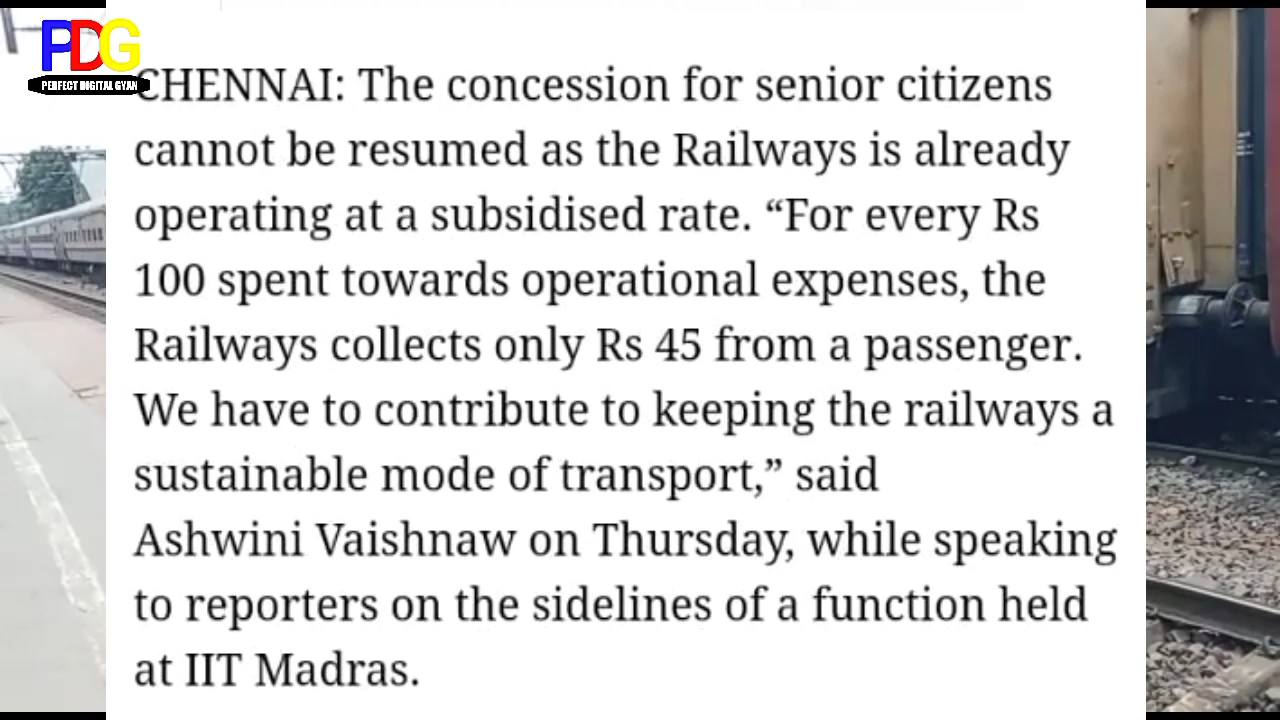 PDG
PERFECT DIGITAL GYAN
CHENNAI: The concession for senior citizens
cannot be resumed as the Railways is already
operating at a subsidised rate. “For every Rs
100 spent towards operational expenses, the
Railways collects only Rs 45 from a passenger.
We have to contribute to keeping the railways a
sustainable mode of transport,” said
Ashwini Vaishnaw on Thursday, while speaking
to reporters on the sidelines of a function held
at IIT Madras.